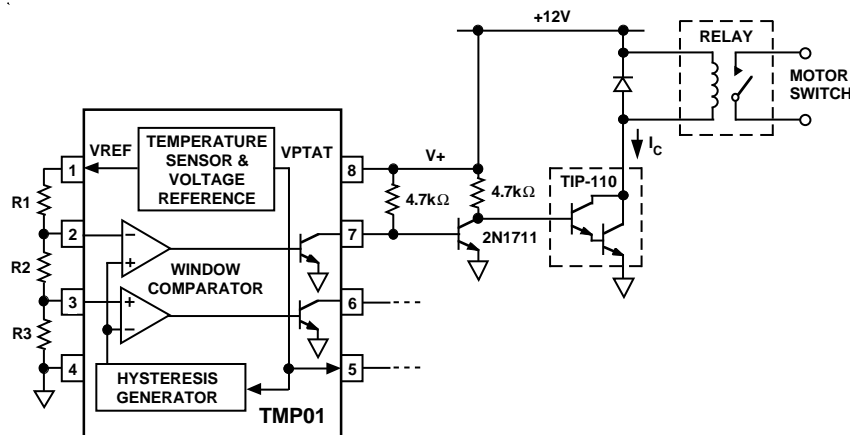 +12V
RELAY
MOTOR
SWITCH
I_C
TEMPERATURE
SENSOR &
VOLTAGE
REFERENCE
VREF
VPTAT
1
8
V+
R1
4.7kΩ
4.7kΩ
TIP-110
2
7
2N1711
R2
WINDOW
COMPARATOR
3
6
R3
4
5
HYSTERESIS
GENERATOR
TMP01
− + + −